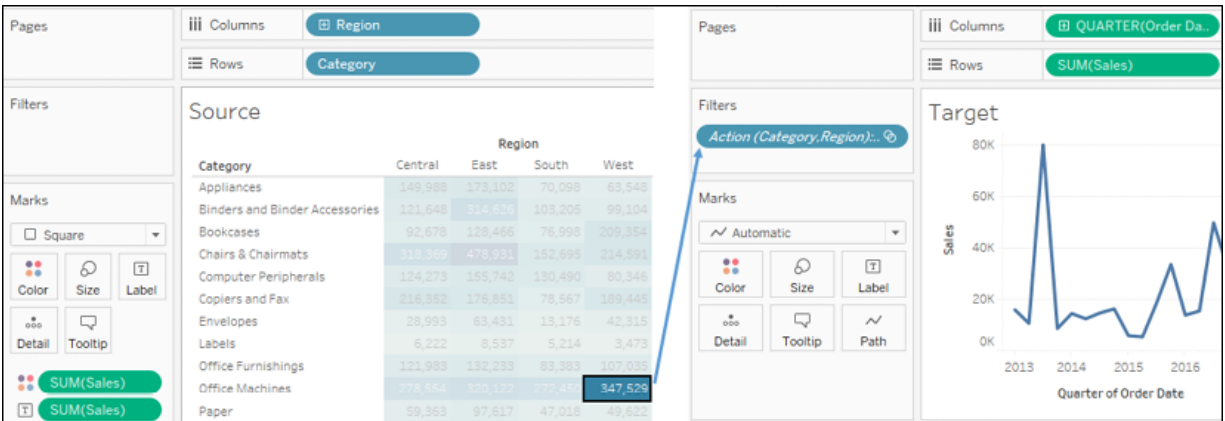 Pages
Columns
Region
Rows
Category
Filters
Source
Region
Category Central East South West
Appliances 149,988 173,102 70,098 63,548
Binders and Binder Accessories 121,648 314,626 103,205 99,104
Bookcases 92,678 128,466 76,998 209,354
Chairs & Chairmats 318,369 478,931 152,695 214,591
Computer Peripherals 124,273 155,742 130,490 80,346
Copiers and Fax 216,352 176,851 78,567 189,445
Envelopes 28,993 63,431 13,176 42,315
Labels 6,222 8,537 5,214 3,473
Office Furnishings 121,983 132,233 83,383 107,035
Office Machines 320,122 347,529
Paper 59,363 97,617 47,018 49,622
Marks
Square
Color Size Label
Detail Tooltip
SUM(Sales)
T SUM(Sales)
Pages
Columns
QUARTER(Order Da..
Rows
SUM(Sales)
Filters
Action (Category,Region):..
Marks
Automatic
Color Size Label
Detail Tooltip Path
Target
80K
60K
40K
20K
0K
Sales
2013 2014 2015 2016
Quarter of Order Date